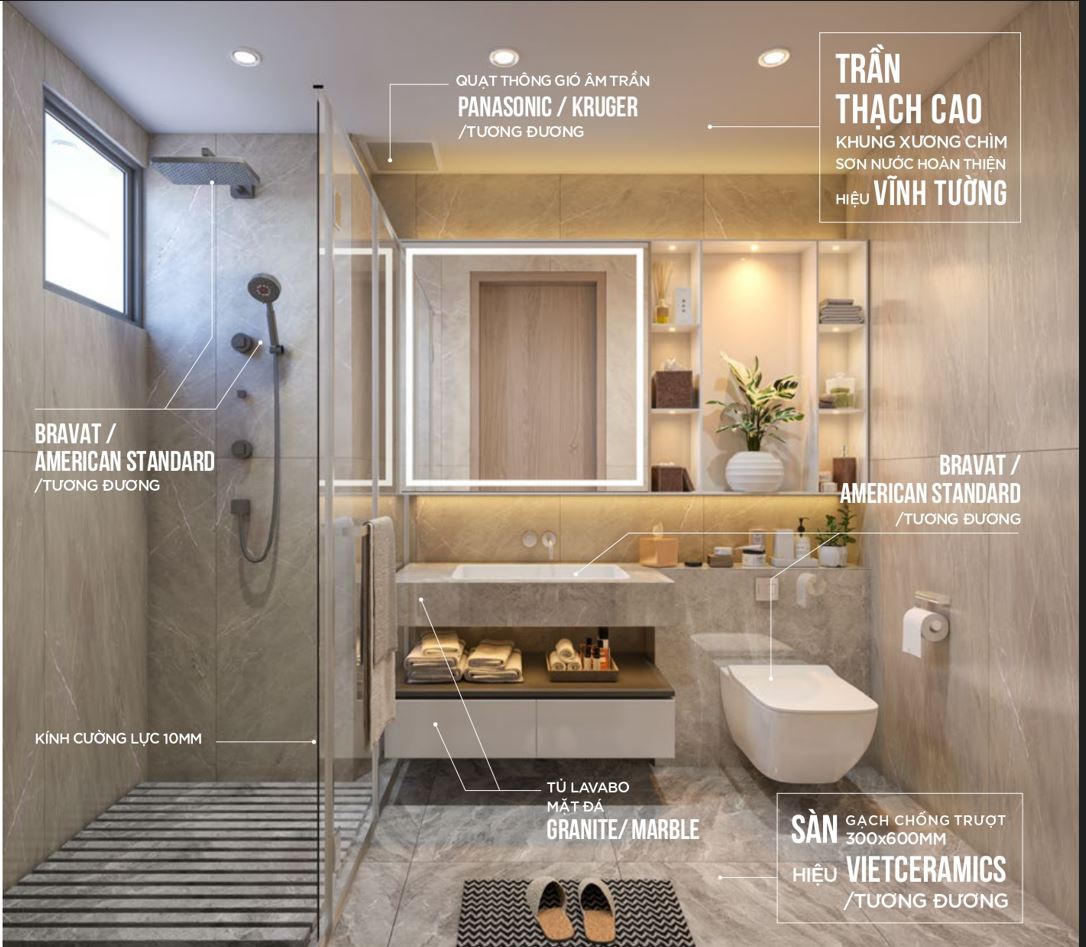 QUẠT THÔNG GIÓ ÂM TRẦN
PANASONIC / KRUGER
/TƯƠNG ĐƯƠNG
TRẦN
THẠCH CAO
KHUNG XƯƠNG CHÌM
SƠN NƯỚC HOÀN THIỆN
HIỆU VĨNH TƯỜNG
BRAVAT /
AMERICAN STANDARD
/TƯƠNG ĐƯƠNG
BRAVAT /
AMERICAN STANDARD
/TƯƠNG ĐƯƠNG
KÍNH CƯỜNG LỰC 10MM
TỦ LAVABO
MẶT ĐÁ
GRANITE/ MARBLE
SÀN GẠCH CHỐNG TRƯỢT
300x600MM
HIỆU VIETCERAMICS
/TƯƠNG ĐƯƠNG